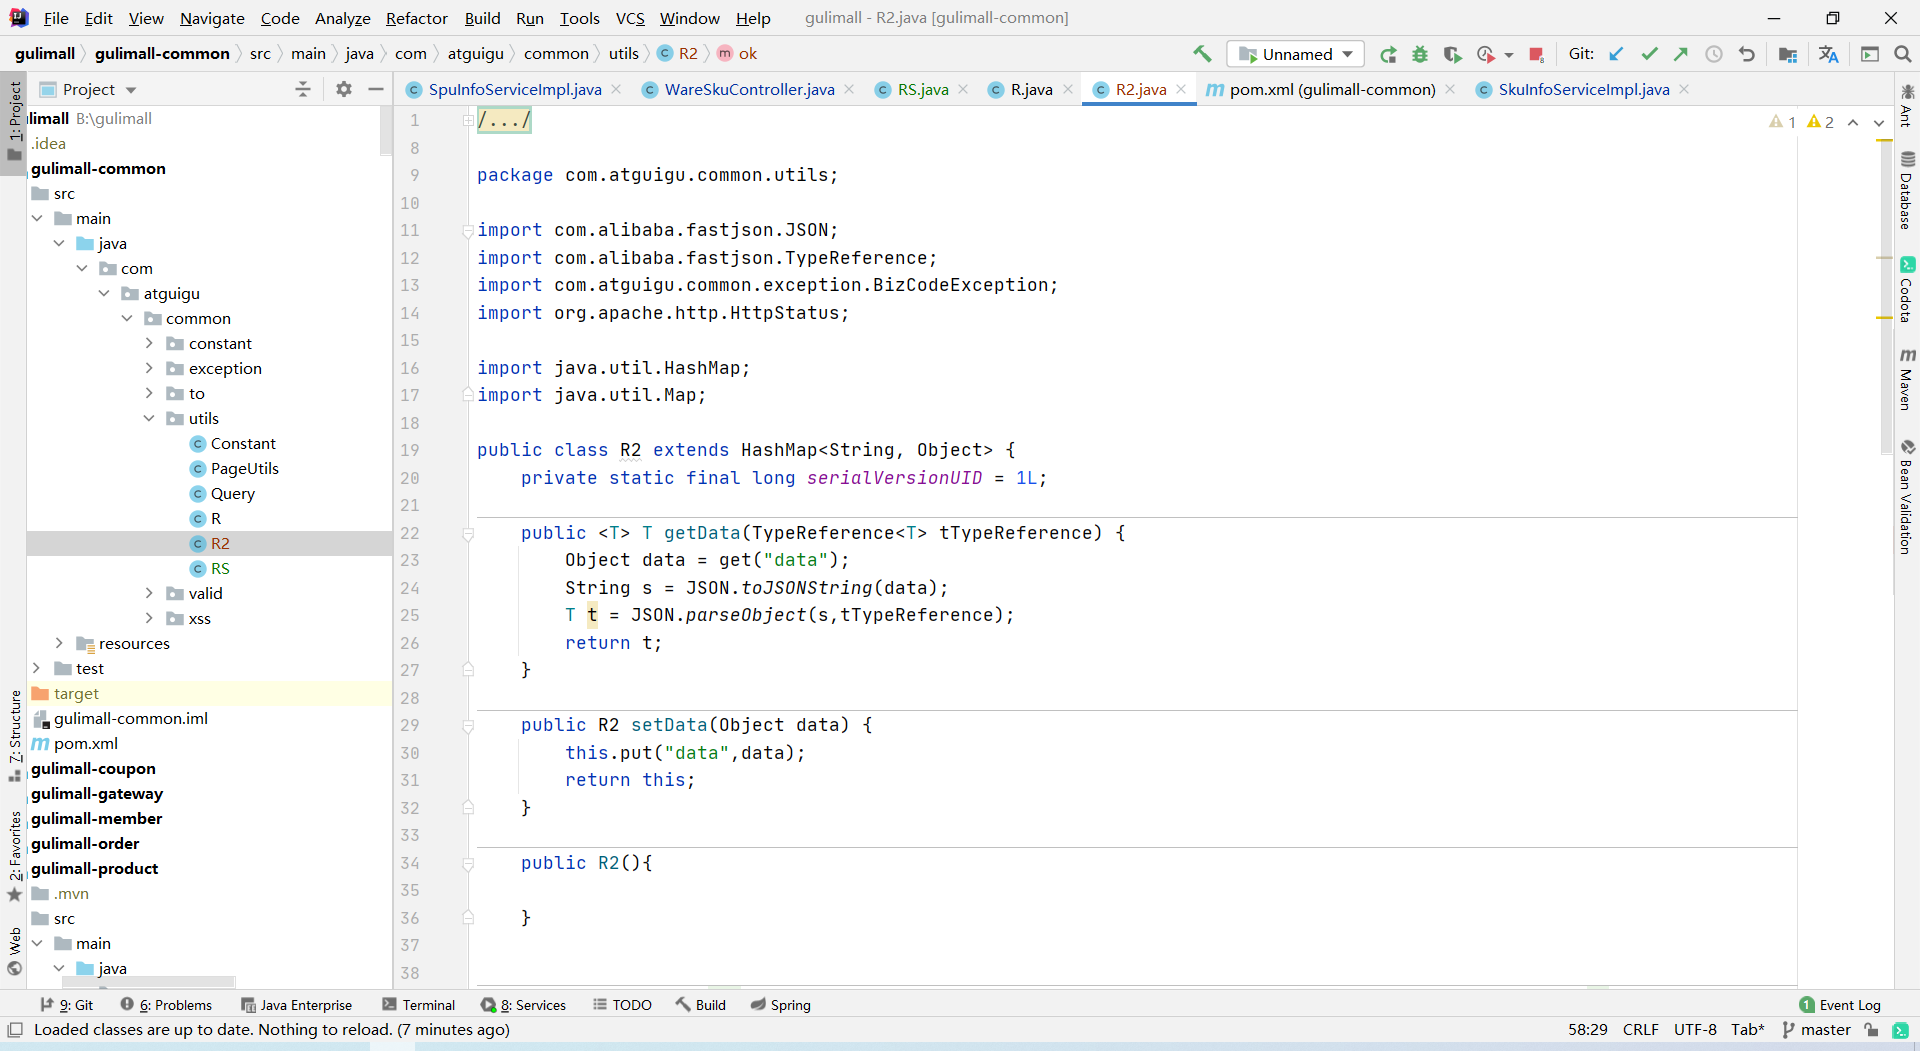 File Edit View Navigate Code Analyze Refactor Build Run Tools VCS Window Help gulimall - R2.java [gulimall-common]
gulimall gulimall-common src main java com atguigu common utils R2 ok Unnamed Git:
Project
SpuInfoServiceImpl.java WareSkuController.java RS.java R.java R2.java pom.xml (gulimall-common) SkuInfoServiceImpl.java
1: Project
7: Structure
2: Favorites
Web
limall B:\gulimall
.idea
gulimall-common
src
main
java
com
atguigu
common
constant
exception
to
utils
Constant
PageUtils
Query
R
R2
RS
valid
xss
resources
test
target
gulimall-common.iml
pom.xml
gulimall-coupon
gulimall-gateway
gulimall-member
gulimall-order
gulimall-product
.mvn
src
main
java
1 /.../
1 2
8
9 package com.atguigu.common.utils;
10
11 import com.alibaba.fastjson.JSON;
12 import com.alibaba.fastjson.TypeReference;
13 import com.atguigu.common.exception.BizCodeException;
14 import org.apache.http.HttpStatus;
15
16 import java.util.HashMap;
17 import java.util.Map;
18
19 public class R2 extends HashMap<String, Object> {
20 private static final long serialVersionUID = 1L;
21
22 public <T> T getData(TypeReference<T> tTypeReference) {
23 Object data = get("data");
24 String s = JSON.toJSONString(data);
25 T t = JSON.parseObject(s,tTypeReference);
26 return t;
27 }
28
29 public R2 setData(Object data) {
30 this.put("data",data);
31 return this;
32 }
33
34 public R2(){
35
36 }
37
38
Ant
Database
Codota
Maven
Bean Validation
9: Git 6: Problems Java Enterprise Terminal 8: Services TODO Build Spring 1 Event Log
Loaded classes are up to date. Nothing to reload. (7 minutes ago) 58:29 CRLF UTF-8 Tab* master